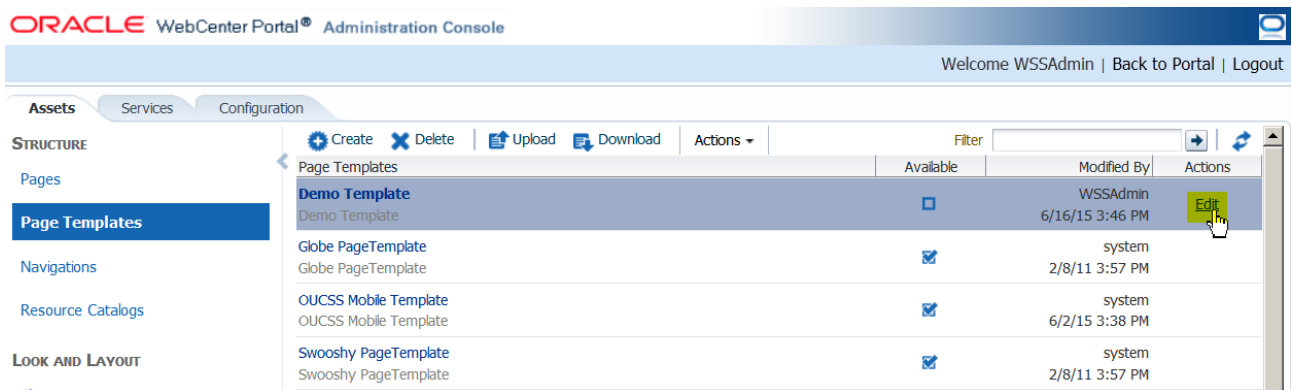 ORACLE WebCenter Portal® Administration Console
Welcome WSSAdmin | Back to Portal | Logout
Assets Services Configuration
STRUCTURE
Pages
Page Templates
Navigations
Resource Catalogs
LOOK AND LAYOUT
Create Delete Upload Download Actions Filter
Page Templates Available Modified By Actions
Demo Template WSSAdmin
Demo Template 6/16/15 3:46 PM Edit
Globe PageTemplate system
Globe PageTemplate 2/8/11 3:57 PM
OUCSS Mobile Template system
OUCSS Mobile Template 6/2/15 3:38 PM
Swooshy PageTemplate system
Swooshy PageTemplate 2/8/11 3:57 PM